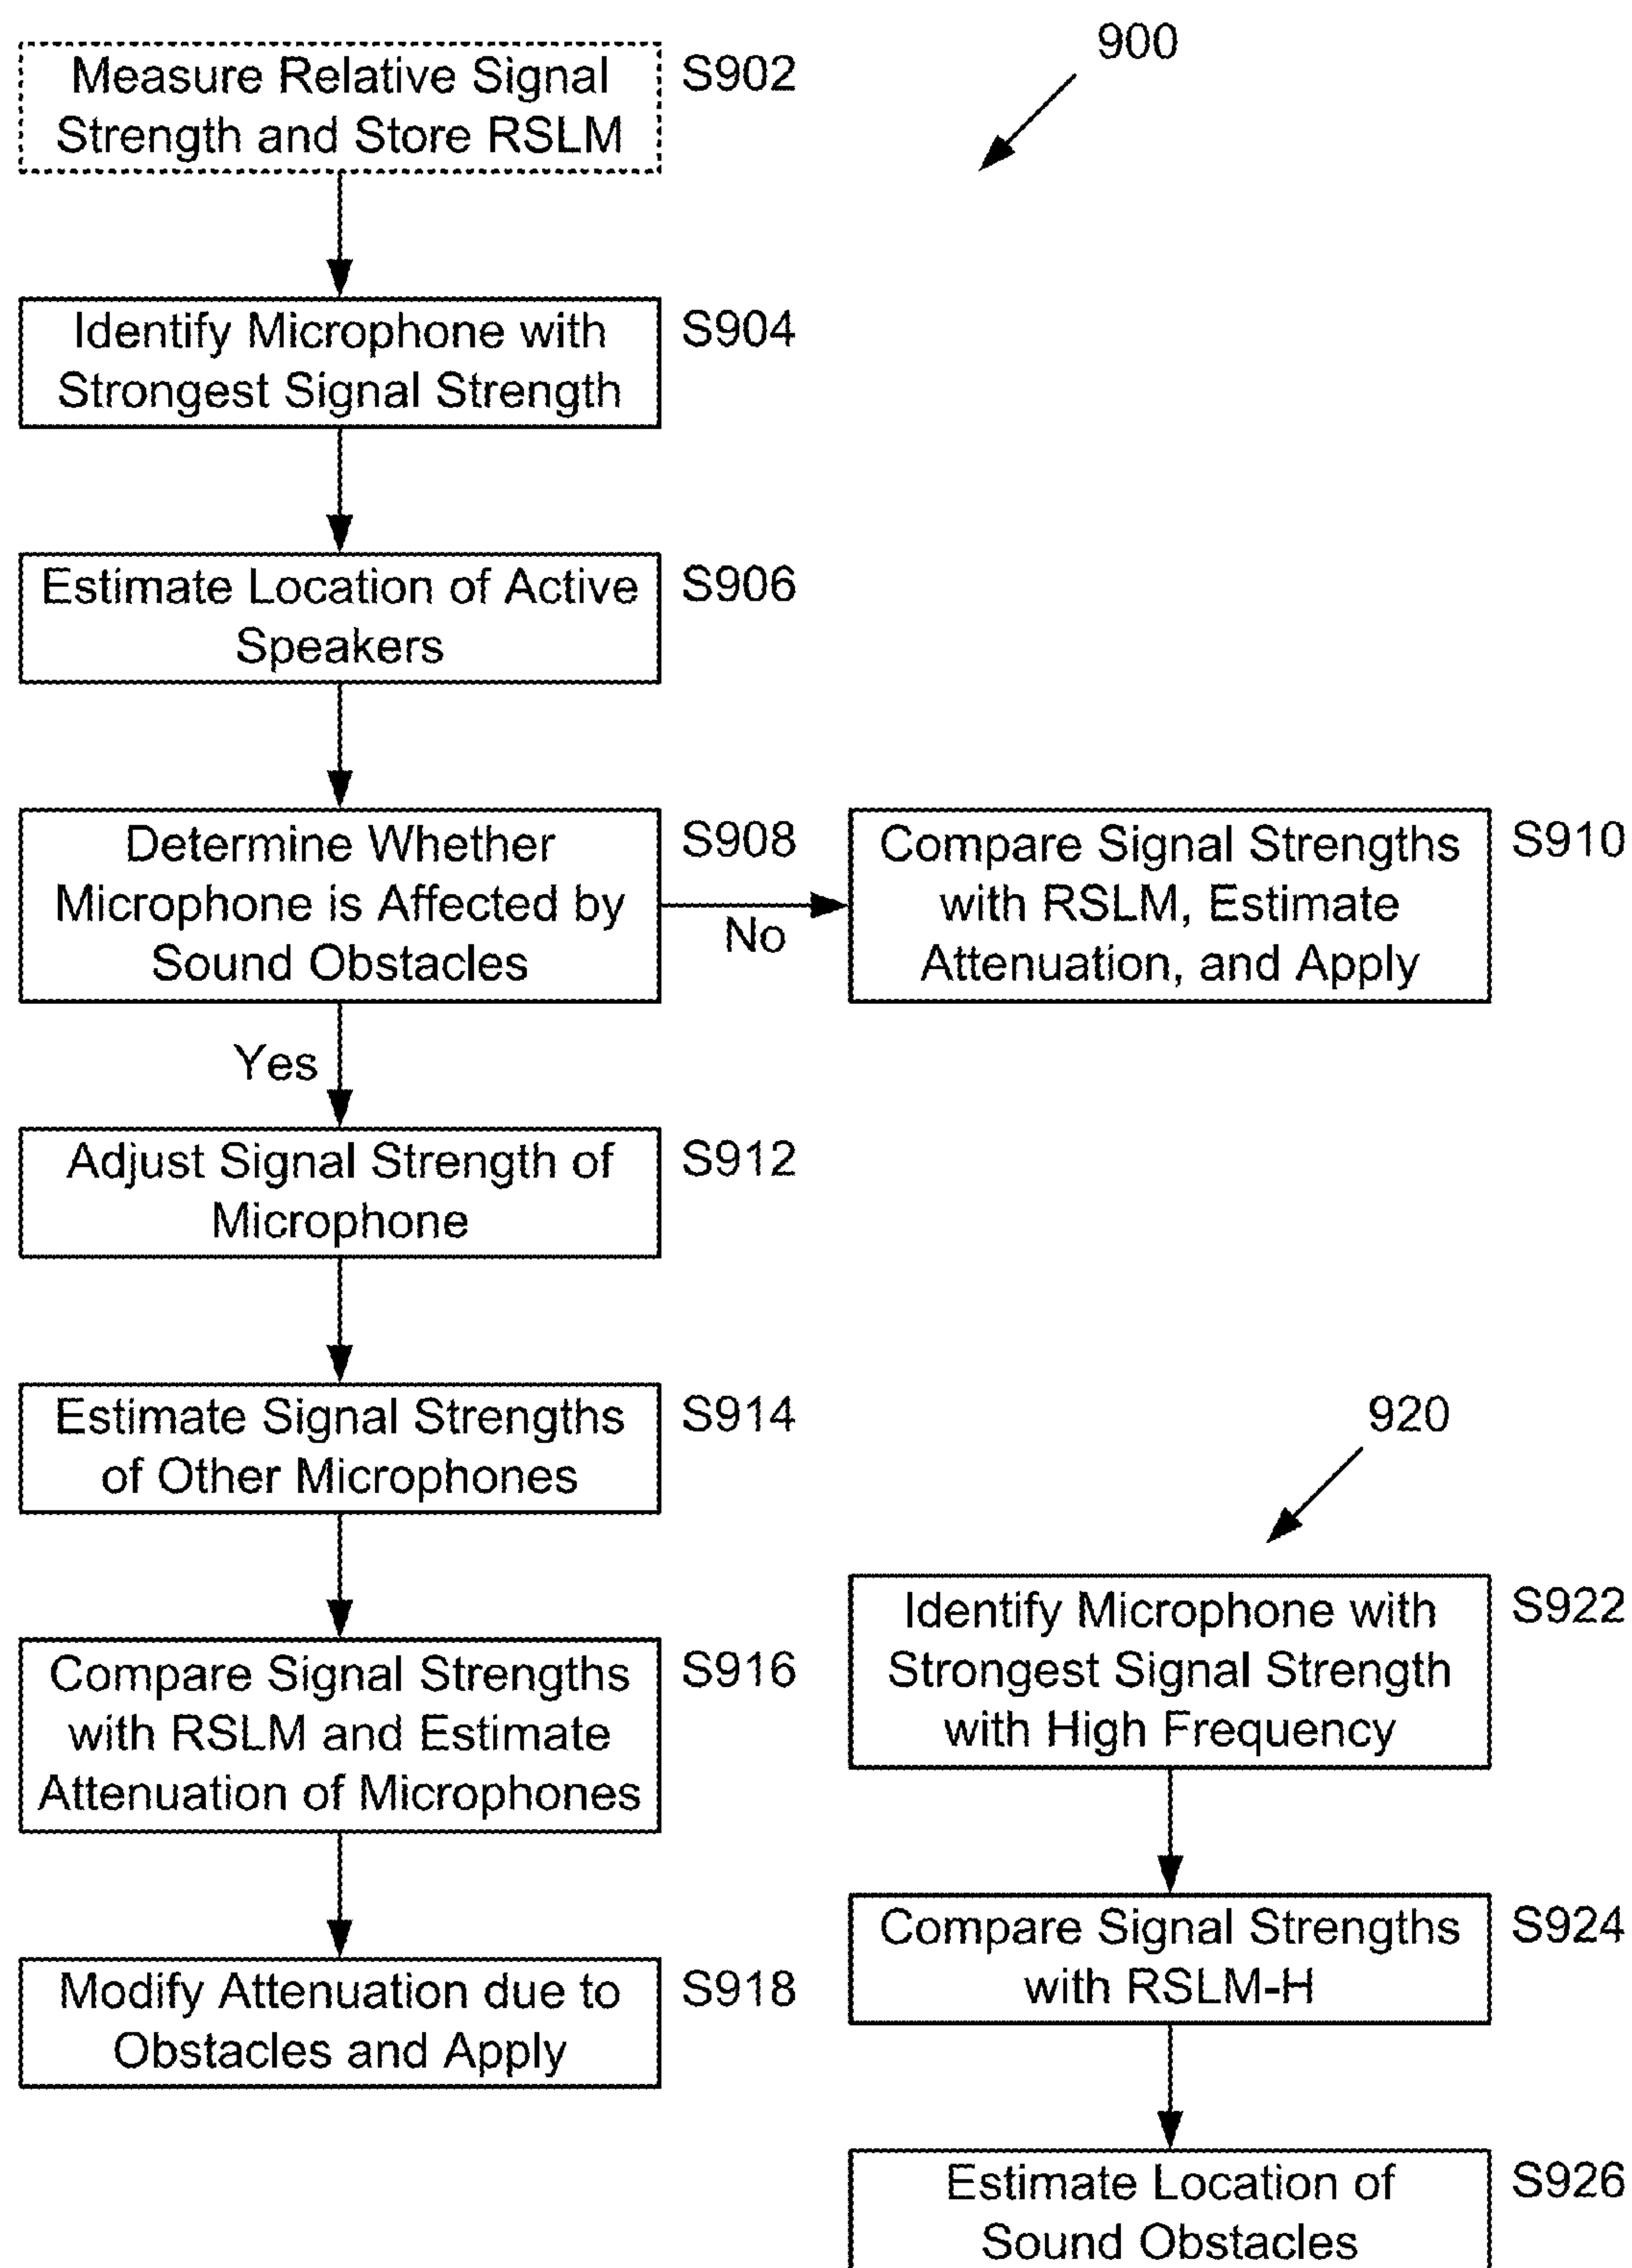 900
Measure Relative Signal
Strength and Store RSLM
S902
Identify Microphone with
Strongest Signal Strength
S904
Estimate Location of Active
Speakers
S906
Determine Whether
Microphone is Affected by
Sound Obstacles
S908
No
Compare Signal Strengths
with RSLM, Estimate
Attenuation, and Apply
S910
Yes
Adjust Signal Strength of
Microphone
S912
Estimate Signal Strengths
of Other Microphones
S914
Compare Signal Strengths
with RSLM and Estimate
Attenuation of Microphones
S916
Modify Attenuation due to
Obstacles and Apply
S918
920
Identify Microphone with
Strongest Signal Strength
with High Frequency
S922
Compare Signal Strengths
with RSLM-H
S924
Estimate Location of
Sound Obstacles
S926